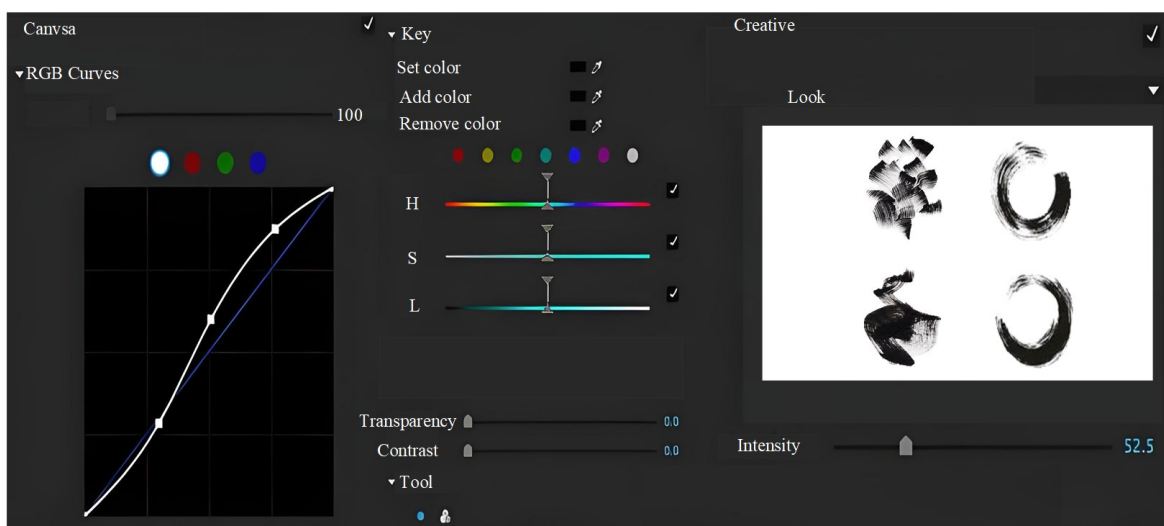 Canvsa
RGB Curves
100
Key
Set color
Add color
Remove color
H
S
L
Transparency 0.0
Contrast 0.0
Tool
Creative
Look
Intensity 52.5